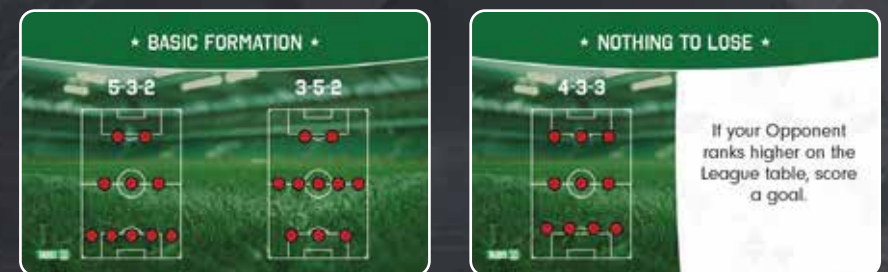 ★ BASIC FORMATION ★
5-3-2
3-5-2
★ NOTHING TO LOSE ★
4-3-3
If your Opponent
ranks higher on the
League table, score
a goal.